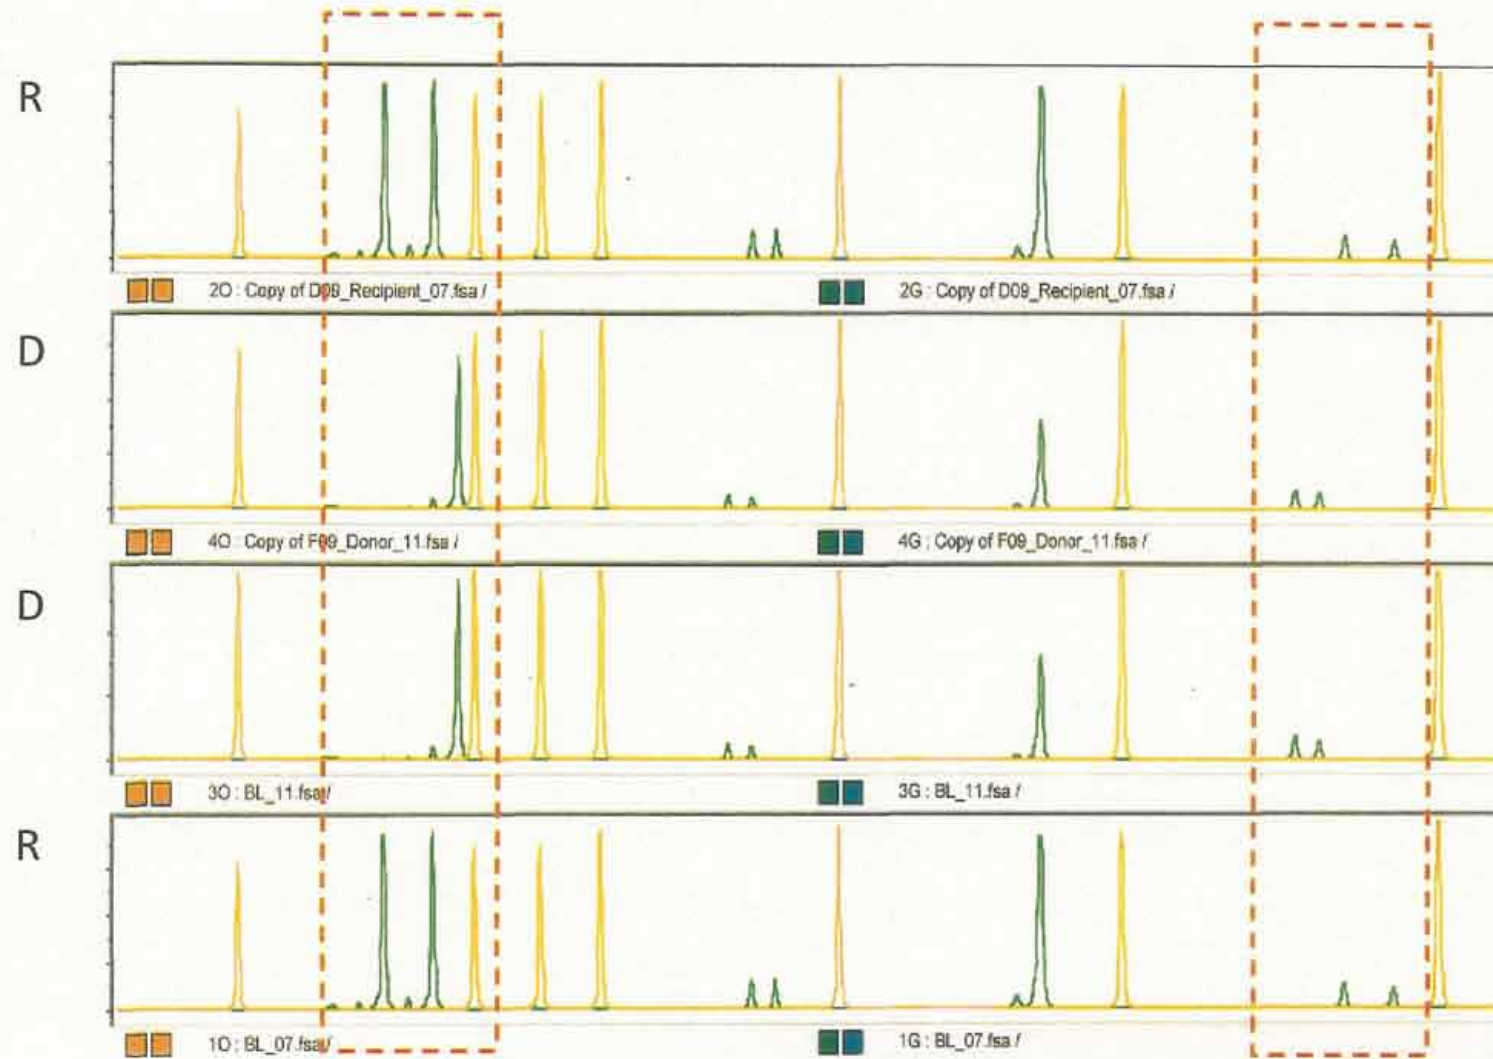 R
2O : Copy of D09_Recipient_07.fsa / 2G : Copy of D09_Recipient_07.fsa /
D
4O : Copy of F09_Donor_11.fsa / 4G : Copy of F09_Donor_11.fsa /
D
3O : BL_11.fsa / 3G : BL_11.fsa /
R
1O : BL_07.fsa / 1G : BL_07.fsa /